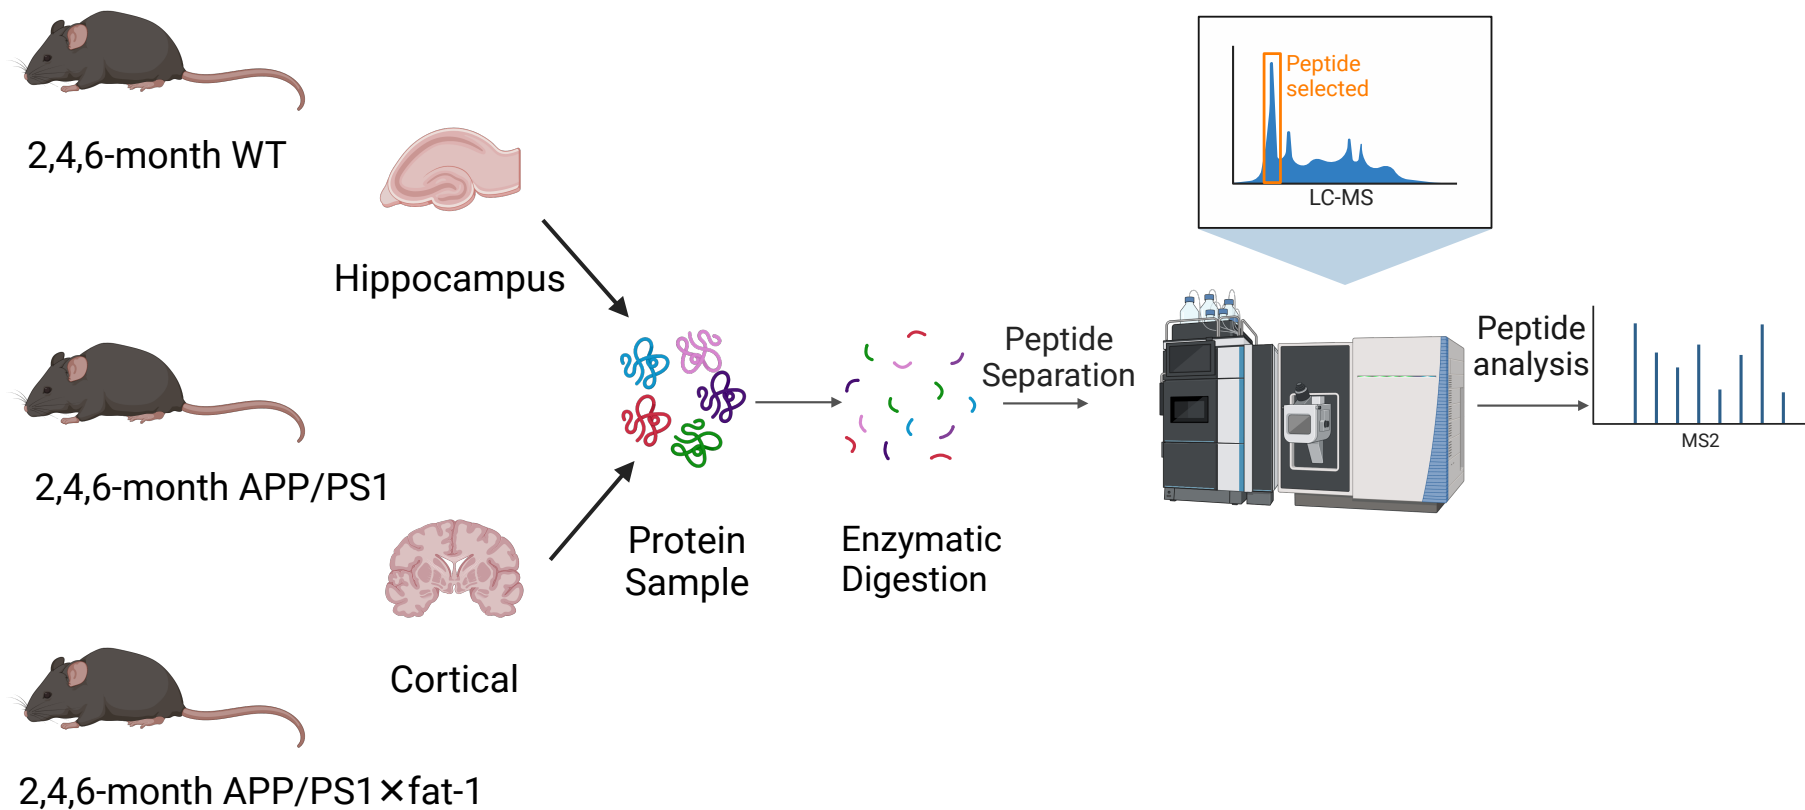 2,4,6-month WT
Hippocampus
2,4,6-month APP/PS1
Cortical
2,4,6-month APP/PS1×fat-1
Protein
Sample
Enzymatic
Digestion
Peptide
Separation
Peptide
selected
LC-MS
Peptide
analysis
MS2